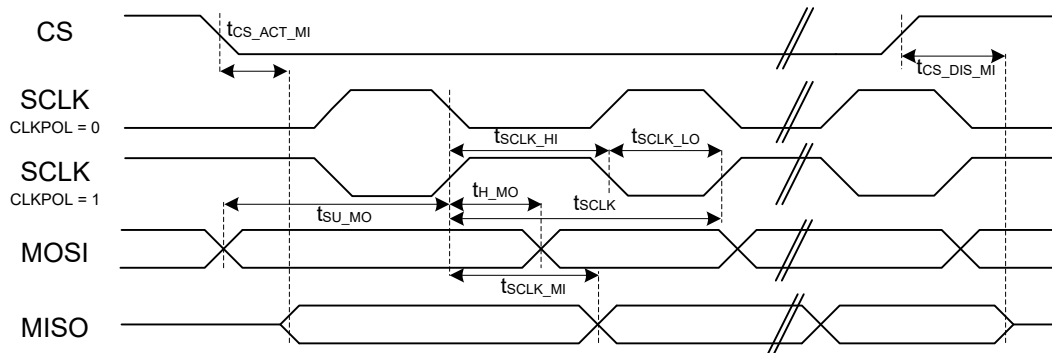 CS
tCS_ACT_MI
tCS_DIS_MI
SCLK
CLKPOL = 0
tSCLK_HI
tSCLK_LO
SCLK
CLKPOL = 1
tH_MO
tSCLK
tSU_MO
MOSI
tSCLK_MI
MISO